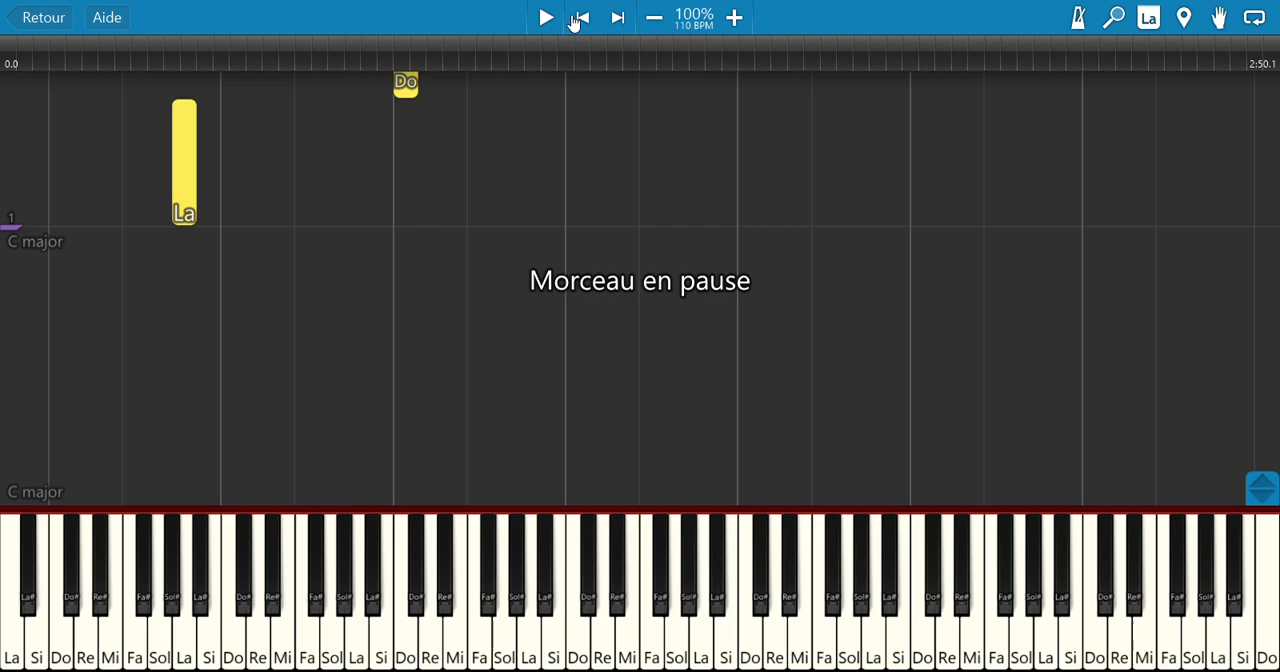 Retour Aide 100% La
110 BPM
0.0 2:50.1
Do
La
1
C major
Morceau en pause
C major
La# Do# Re# Fa# Sol# La# Do# Re# Fa# Sol# La# Do# Re# Fa# Sol# La# Do# Re# Fa# Sol# La# Do# Re# Fa# Sol# La# Do# Re# Fa# Sol# La# Do# Re# Fa# Sol# La#
La Si Do Re Mi Fa Sol La Si Do Re Mi Fa Sol La Si Do Re Mi Fa Sol La Si Do Re Mi Fa Sol La Si Do Re Mi Fa Sol La Si Do Re Mi Fa Sol La Si Do Re Mi Fa Sol La Si Do